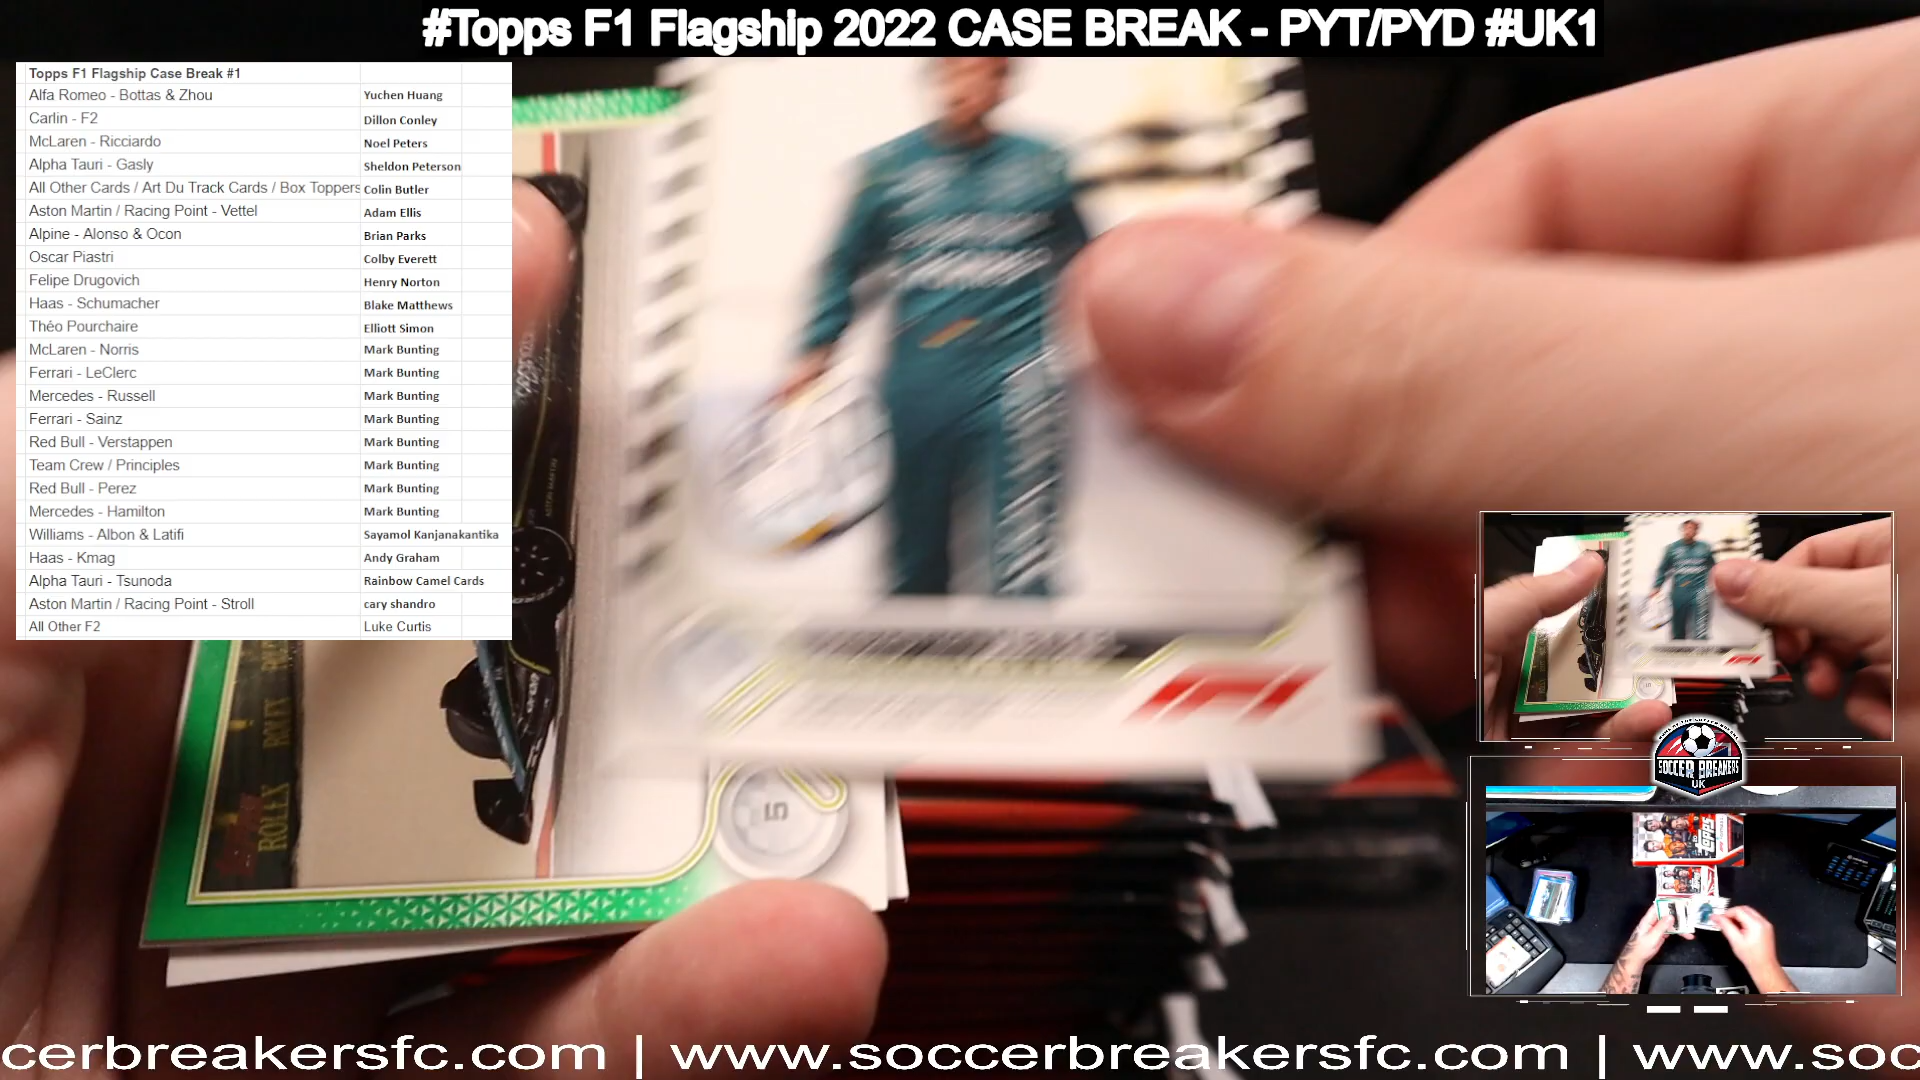 #Topps F1 Flagship 2022 CASE BREAK - PYT/PYD #UK1
Topps F1 Flagship Case Break #1
Alfa Romeo - Bottas & Zhou Yuchen Huang
Carlin - F2 Dillon Conley
McLaren - Ricciardo Noel Peters
Alpha Tauri - Gasly Sheldon Peterson
All Other Cards / Art Du Track Cards / Box Toppers Colin Butler
Aston Martin / Racing Point - Vettel Adam Ellis
Alpine - Alonso & Ocon Brian Parks
Oscar Piastri Colby Everett
Felipe Drugovich Henry Norton
Haas - Schumacher Blake Matthews
Théo Pourchaire Elliott Simon
McLaren - Norris Mark Bunting
Ferrari - LeClerc Mark Bunting
Mercedes - Russell Mark Bunting
Ferrari - Sainz Mark Bunting
Red Bull - Verstappen Mark Bunting
Team Crew / Principles Mark Bunting
Red Bull - Perez Mark Bunting
Mercedes - Hamilton Mark Bunting
Williams - Albon & Latifi Sayamol Kanjanakantika
Haas - Kmag Andy Graham
Alpha Tauri - Tsunoda Rainbow Camel Cards
Aston Martin / Racing Point - Stroll cary shandro
All Other F2 Luke Curtis
ROLEX ROLEX
5
SOCCER BREAKERS
UK
cerbreakersfc.com | www.soccerbreakersfc.com | www.soc